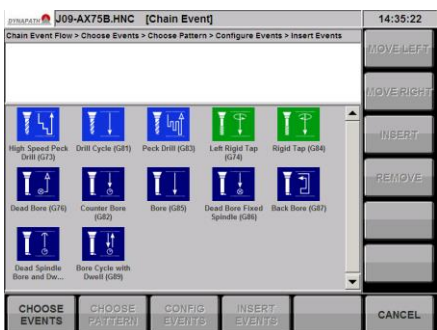 DYNAPATH J09-AX75B.HNC [Chain Event] 14:35:22
Chain Event Flow > Choose Events > Choose Pattern > Configure Events > Insert Events
MOVE LEFT
MOVE RIGHT
INSERT
REMOVE
High Speed Peck
Drill (G73)
Drill Cycle (G81)
Peck Drill (G83)
Left Rigid Tap
(G74)
Rigid Tap (G84)
Dead Bore (G76)
Counter Bore
(G82)
Bore (G85)
Dead Bore Fixed
Spindle (G86)
Back Bore (G87)
Dead Spindle
Bore and Dw...
Bore Cycle with
Dwell (G89)
CHOOSE
EVENTS
CHOOSE
PATTERN
CONFIG
EVENTS
INSERT
EVENTS
CANCEL